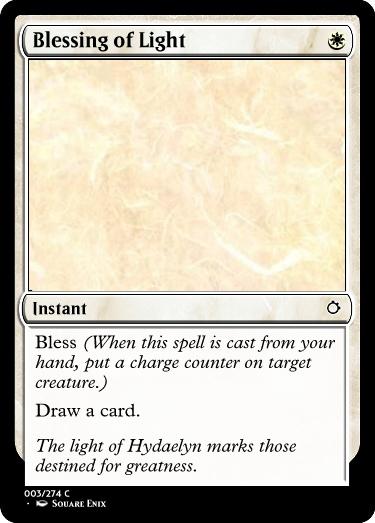 Blessing of Light
Instant
Bless (When this spell is cast from your
hand, put a charge counter on target
creature.)
Draw a card.
The light of Hydaelyn marks those
destined for greatness.
003/274 C
· Square Enix